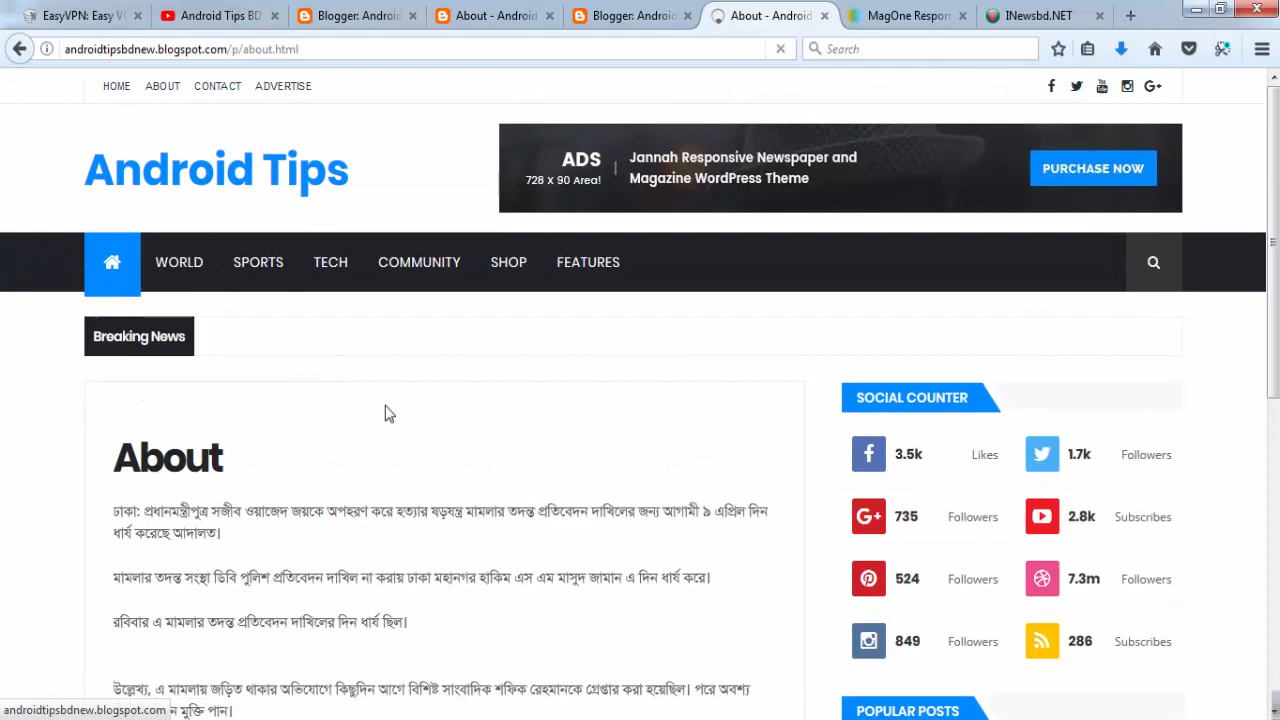 EasyVPN: Easy V
Android Tips BD
Blogger: Android
About - Android
Blogger: Android
About - Android
MagOne Respon
INewsbd.NET
androidtipsbdnew.blogspot.com/p/about.html
Search
HOME ABOUT CONTACT ADVERTISE
Android Tips
ADS
728 X 90 Area!
Jannah Responsive Newspaper and
Magazine WordPress Theme
PURCHASE NOW
WORLD SPORTS TECH COMMUNITY SHOP FEATURES
Breaking News
About
ঢাকা: প্রধানমন্ত্রীপুত্র সজীব ওয়াজেদ জয়কে অপহরণ করে হত্যার ষড়যন্ত্র মামলার তদন্ত প্রতিবেদন দাখিলের জন্য আগামী ৯ এপ্রিল দিন
ধার্য করেছে আদালত।
মামলার তদন্ত সংস্থা ডিবি পুলিশ প্রতিবেদন দাখিল না করায় ঢাকা মহানগর হাকিম এস এম মাসুদ জামান এ দিন ধার্য করে।
রবিবার এ মামলার তদন্ত প্রতিবেদন দাখিলের দিন ধার্য ছিল।
উল্লেখ্য, এ মামলায় জড়িত থাকার অভিযোগে কিছুদিন আগে বিশিষ্ট সাংবাদিক শফিক রেহমানকে গ্রেপ্তার করা হয়েছিল। পরে অবশ্য
ন মুক্তি পান।
SOCIAL COUNTER
3.5k Likes
1.7k Followers
735 Followers
2.8k Subscribes
524 Followers
7.3m Followers
849 Followers
286 Subscribes
POPULAR POSTS
androidtipsbdnew.blogspot.com